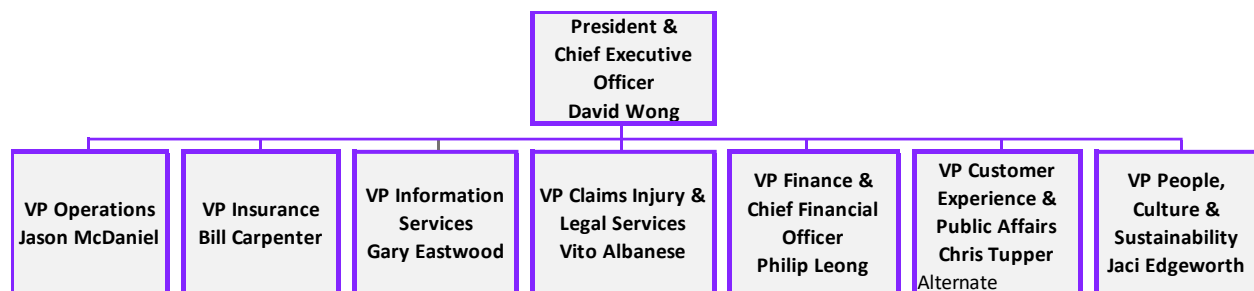 President &
Chief Executive
Officer
David Wong
VP Operations
Jason McDaniel
VP Insurance
Bill Carpenter
VP Information
Services
Gary Eastwood
VP Claims Injury &
Legal Services
Vito Albanese
VP Finance &
Chief Financial
Officer
Philip Leong
VP Customer
Experience &
Public Affairs
Chris Tupper
Alternate
VP People,
Culture &
Sustainability
Jaci Edgeworth